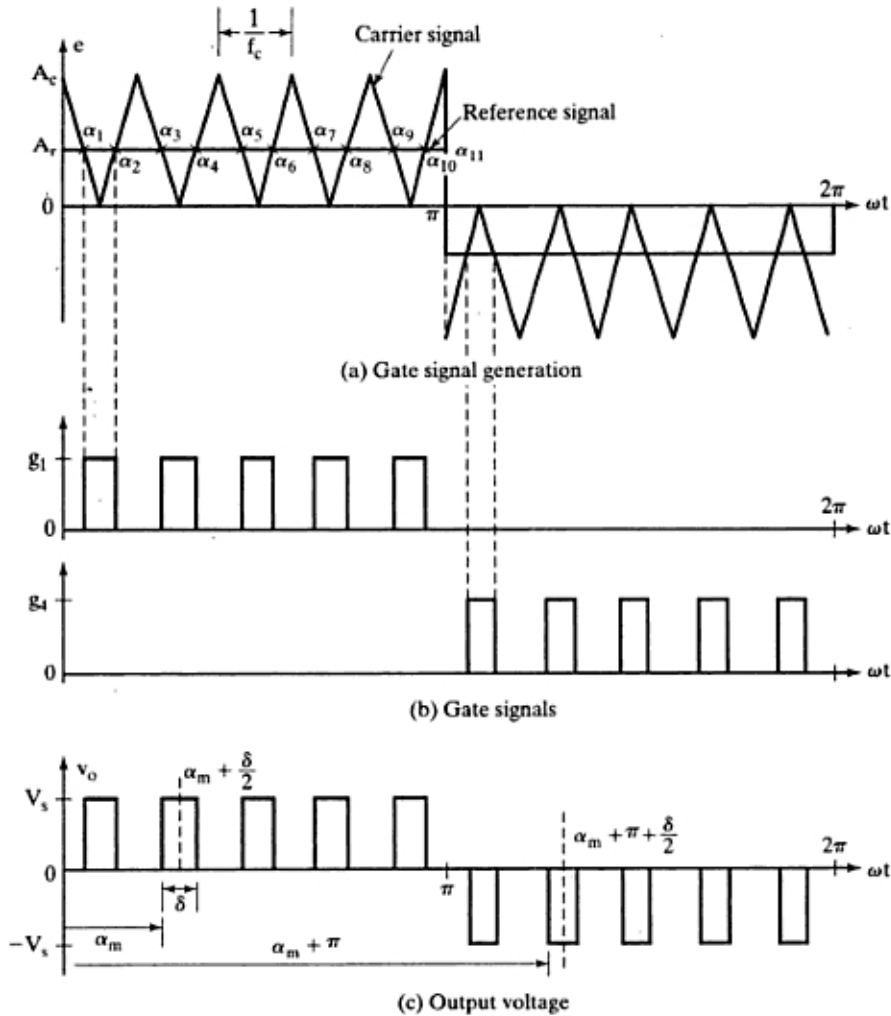 1
f_c
e
Carrier signal
A_c
Reference signal
α_1 α_3 α_5 α_7 α_9
A_r
α_2 α_4 α_6 α_8 α_10 α_11
0
π
2π
ωt
(a) Gate signal generation
g_1
0
2π
ωt
g_4
0
2π
ωt
(b) Gate signals
v_o
α_m + δ/2
V_s
α_m + π + δ/2
0
π
2π
ωt
δ
α_m
-V_s
α_m + π
(c) Output voltage